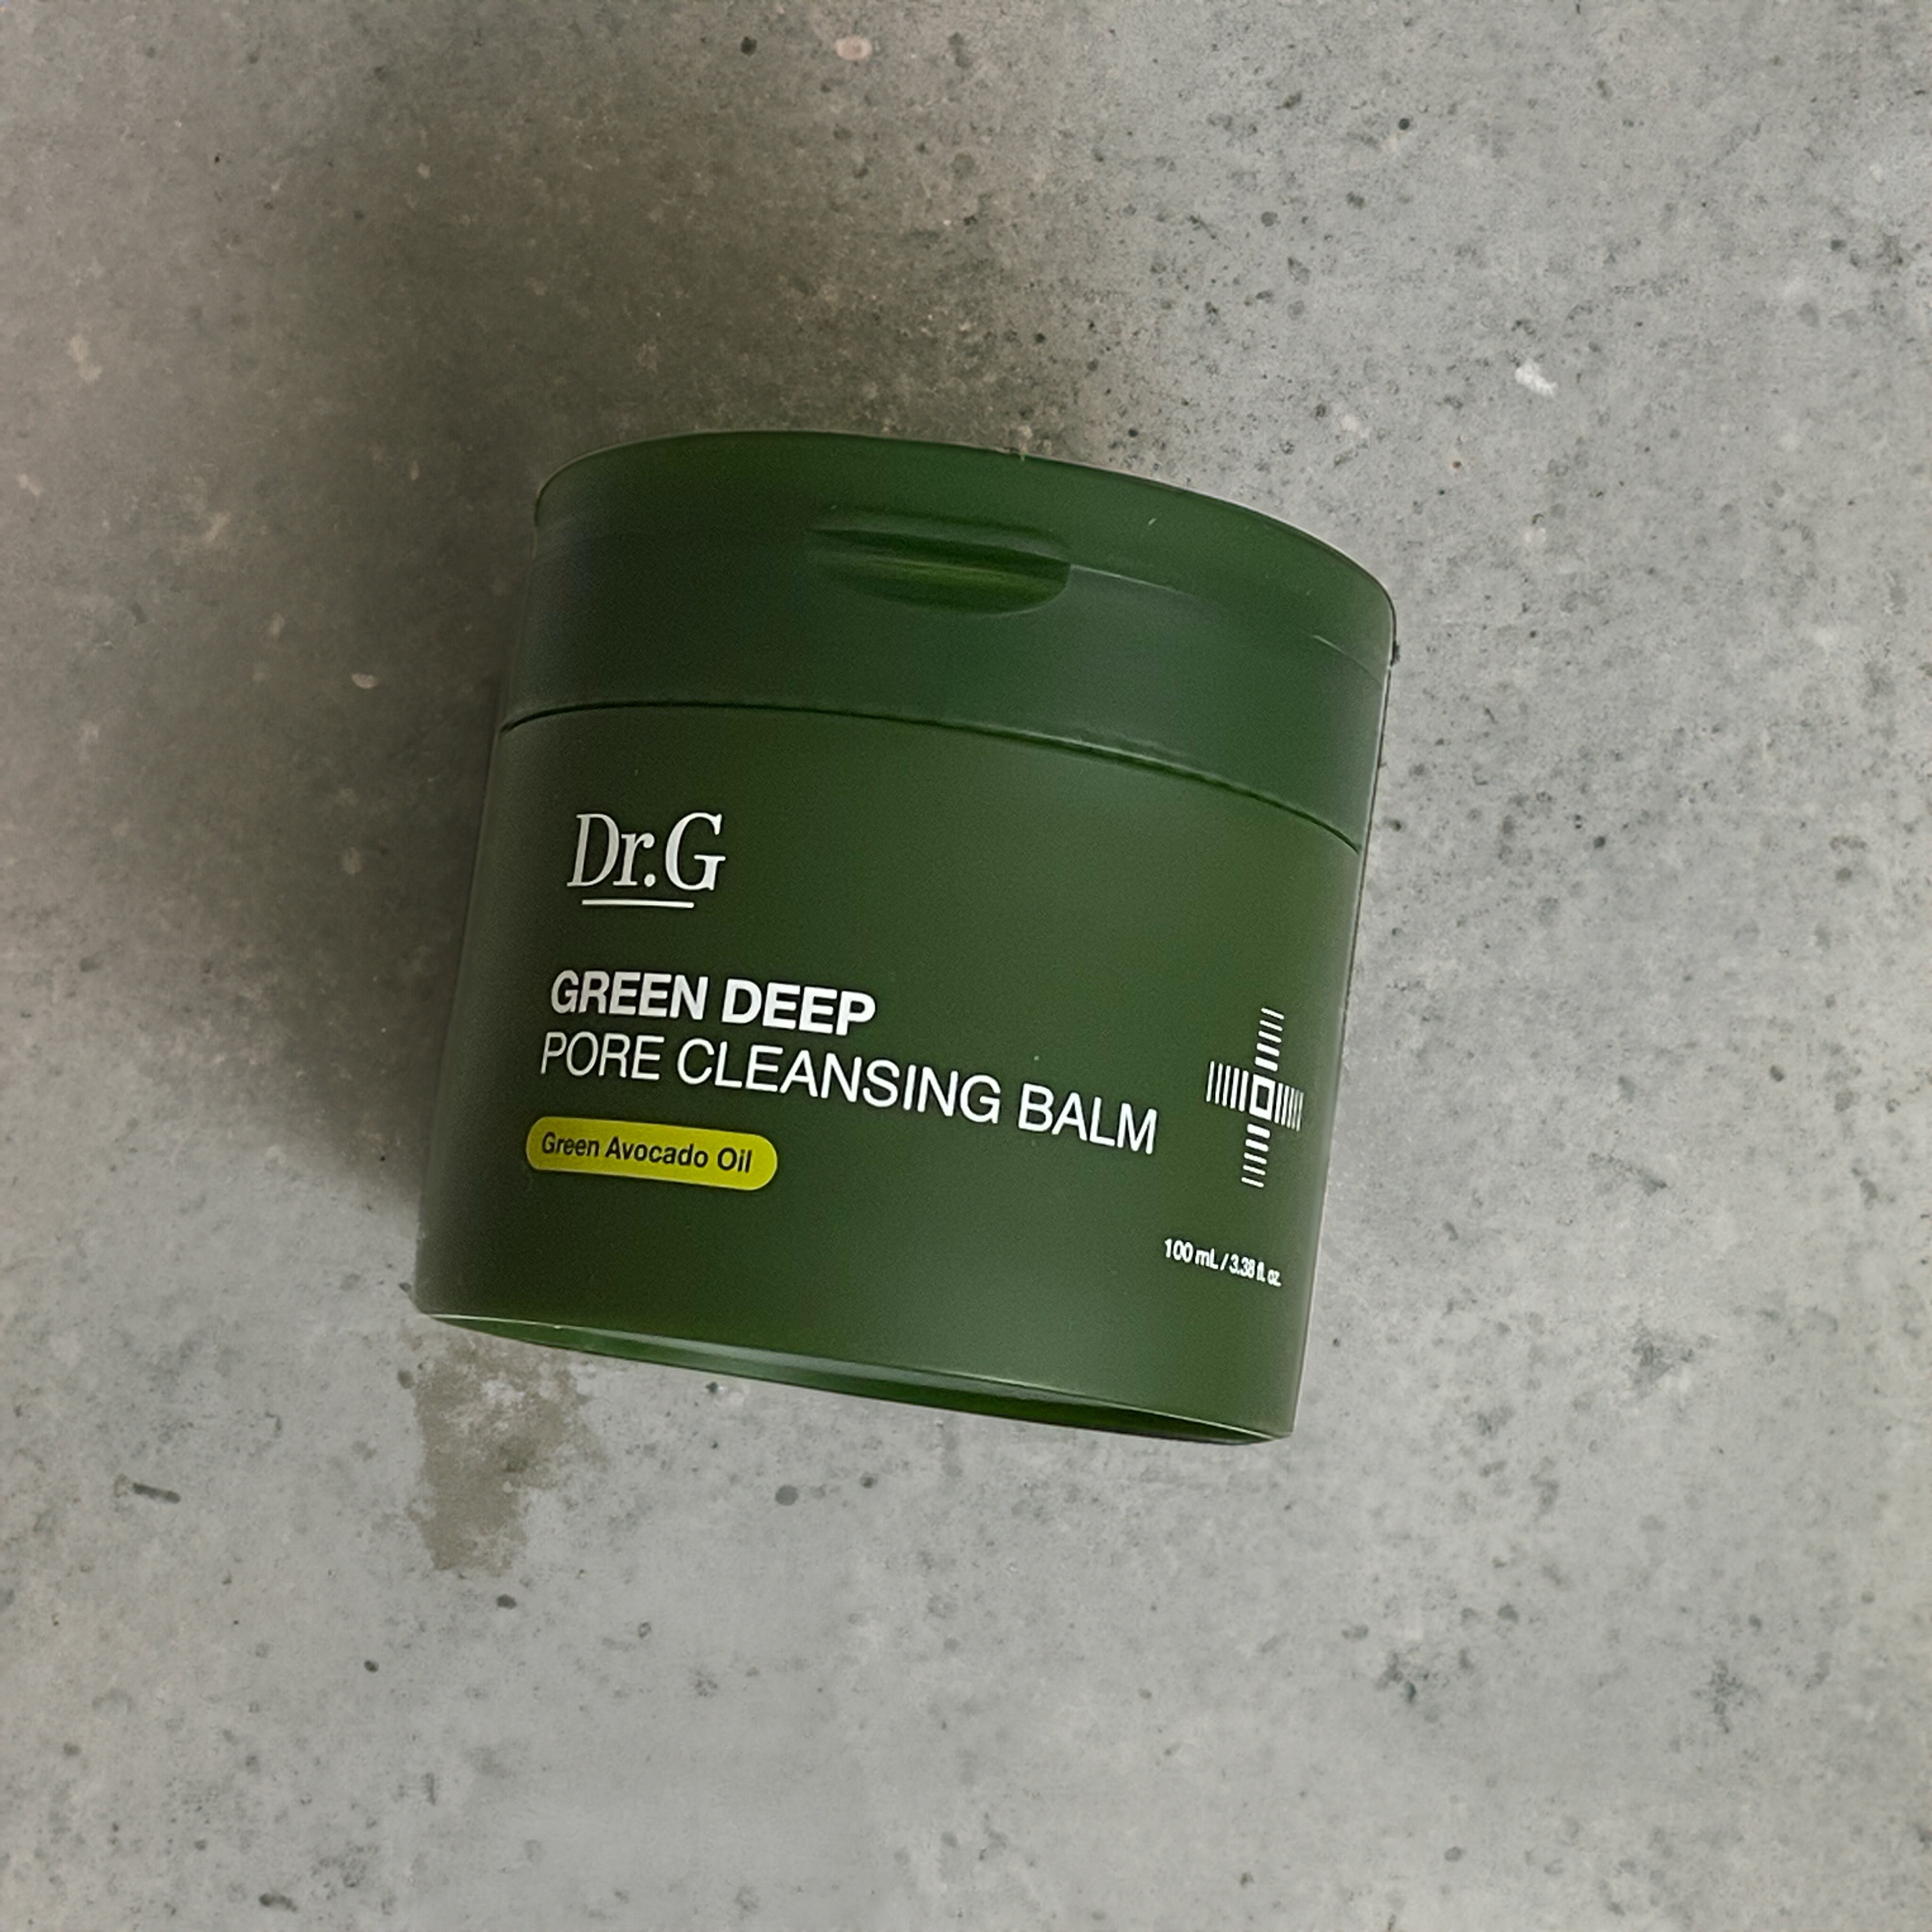 Dr.G
GREEN DEEP
PORE CLEANSING BALM
Green Avocado Oil
100 mL / 3.38 fl. oz.